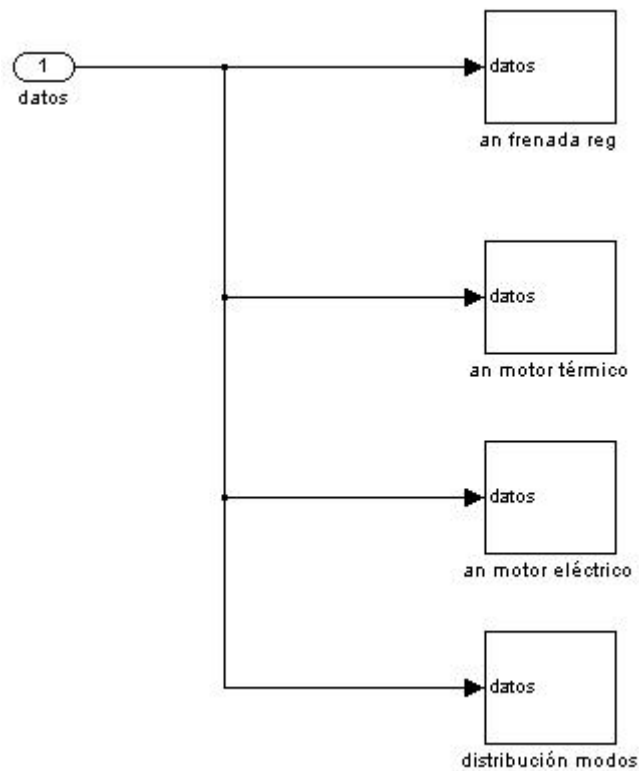 1
datos
datos
an frenada reg
datos
an motor térmico
datos
an motor eléctrico
datos
distribución modos